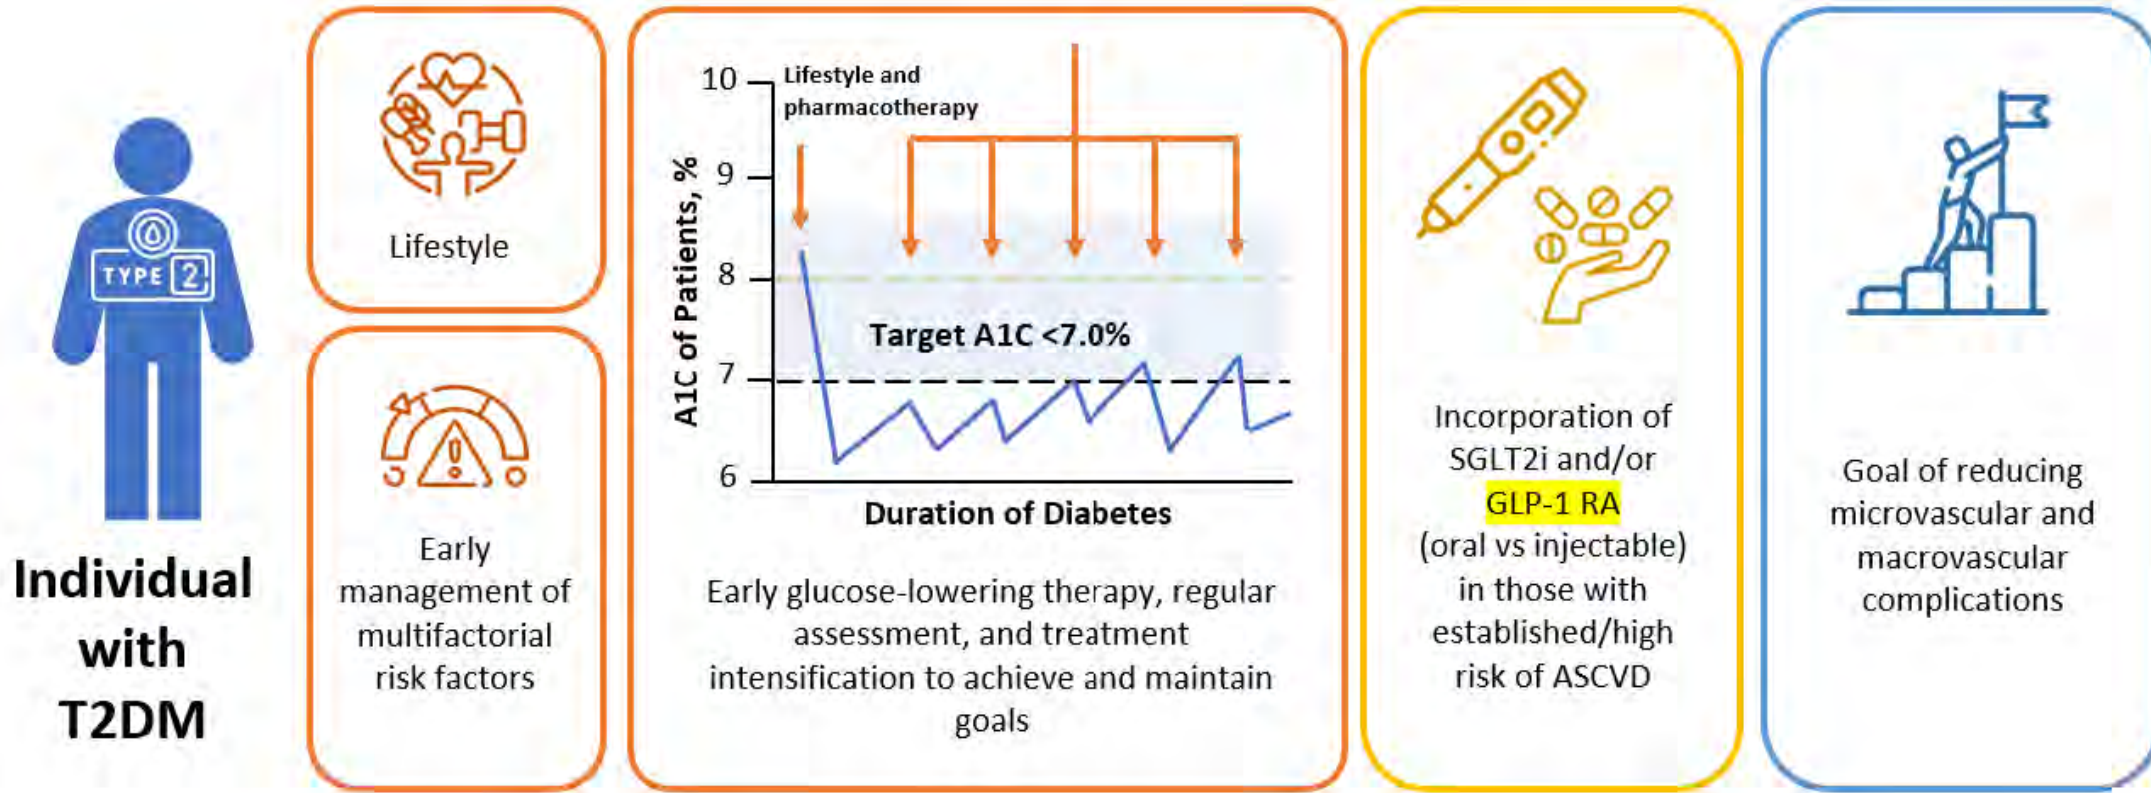 TYPE 2
Individual
with
T2DM
Lifestyle
Early
management of
multifactorial
risk factors
Lifestyle and
pharmacotherapy
A1C of Patients, %
10
9
8
7
6
Target A1C <7.0%
Duration of Diabetes
Early glucose-lowering therapy, regular
assessment, and treatment
intensification to achieve and maintain
goals
Incorporation of
SGLT2i and/or
GLP-1 RA
(oral vs injectable)
in those with
established/high
risk of ASCVD
Goal of reducing
microvascular and
macrovascular
complications